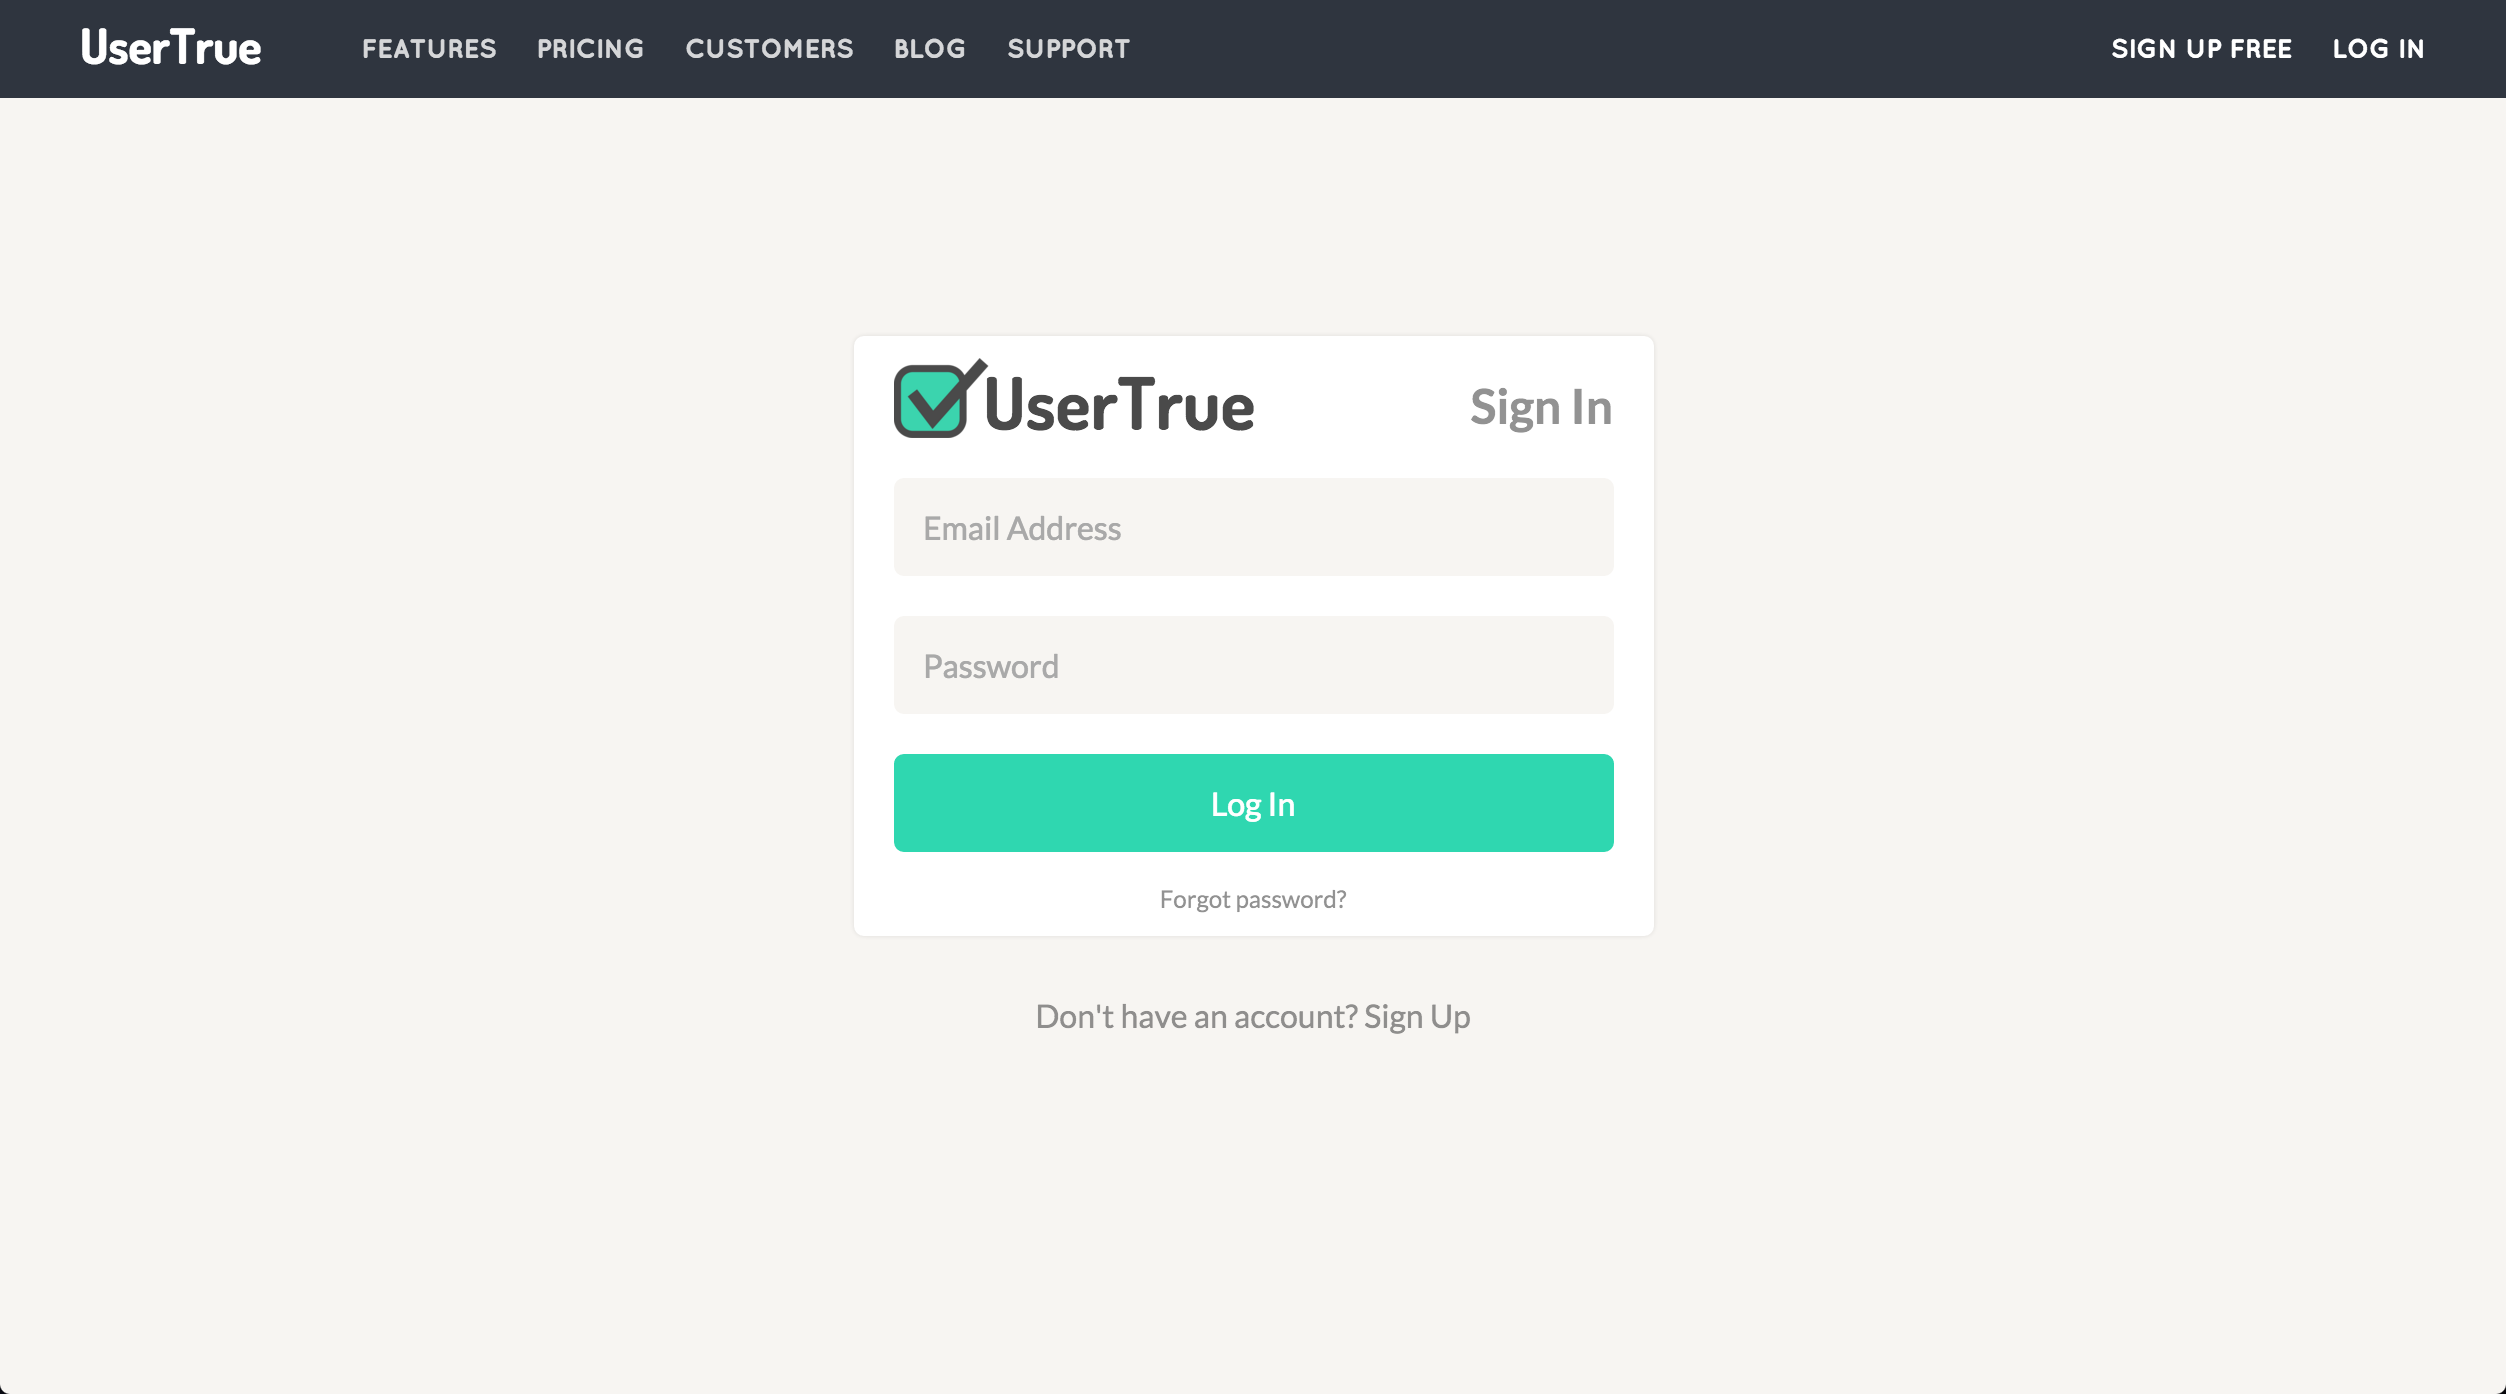 UserTrue FEATURES PRICING CUSTOMERS BLOG SUPPORT SIGN UP FREE LOG IN
UserTrue Sign In
Email Address
Password
Log In
Forgot password?
Don't have an account? Sign Up